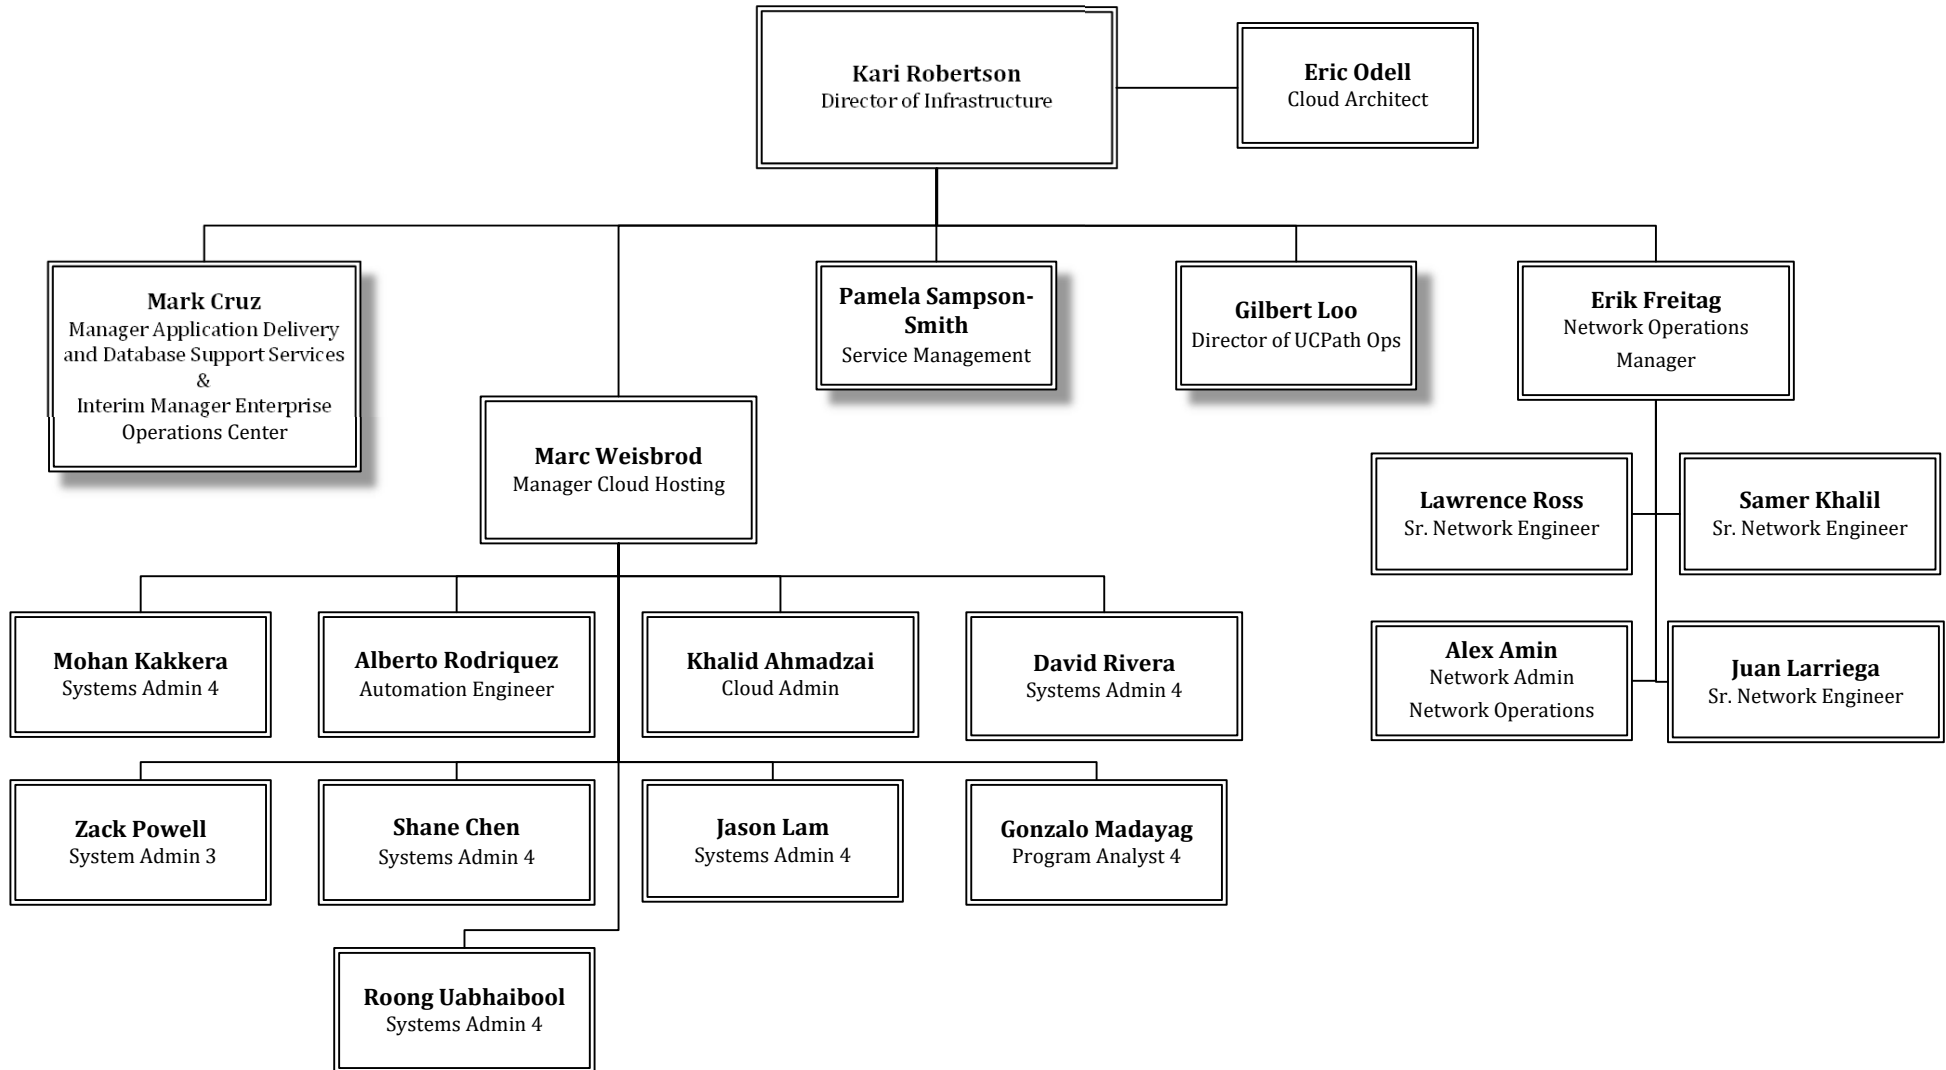 Kari Robertson
Director of Infrastructure
Eric Odell
Cloud Architect
Mark Cruz
Manager Application Delivery
and Database Support Services
&
Interim Manager Enterprise
Operations Center
Marc Weisbrod
Manager Cloud Hosting
Pamela Sampson-
Smith
Service Management
Gilbert Loo
Director of UCPath Ops
Erik Freitag
Network Operations
Manager
Lawrence Ross
Sr. Network Engineer
Samer Khalil
Sr. Network Engineer
Alex Amin
Network Admin
Network Operations
Juan Larriega
Sr. Network Engineer
Mohan Kakkera
Systems Admin 4
Alberto Rodriquez
Automation Engineer
Khalid Ahmadzai
Cloud Admin
David Rivera
Systems Admin 4
Zack Powell
System Admin 3
Shane Chen
Systems Admin 4
Jason Lam
Systems Admin 4
Gonzalo Madayag
Program Analyst 4
Roong Uabhaibool
Systems Admin 4